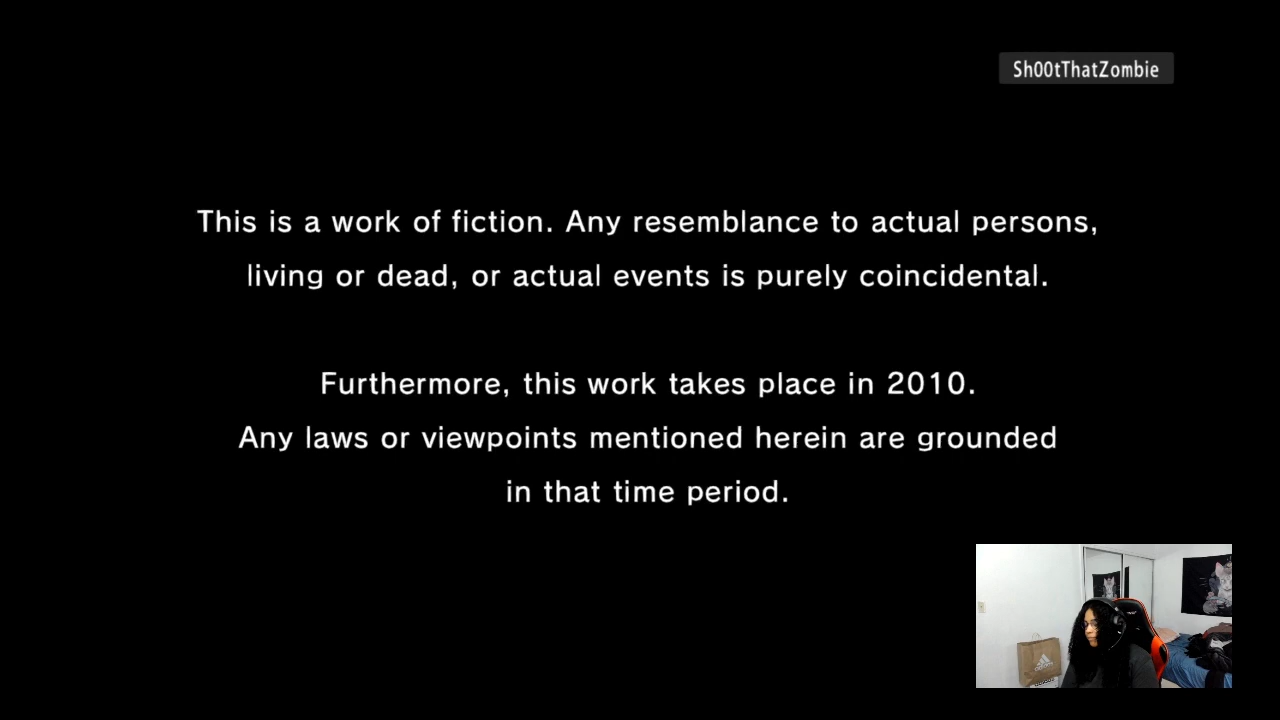 Sh00tThatZombie
This is a work of fiction. Any resemblance to actual persons,
living or dead, or actual events is purely coincidental.
Furthermore, this work takes place in 2010.
Any laws or viewpoints mentioned herein are grounded
in that time period.
adidas